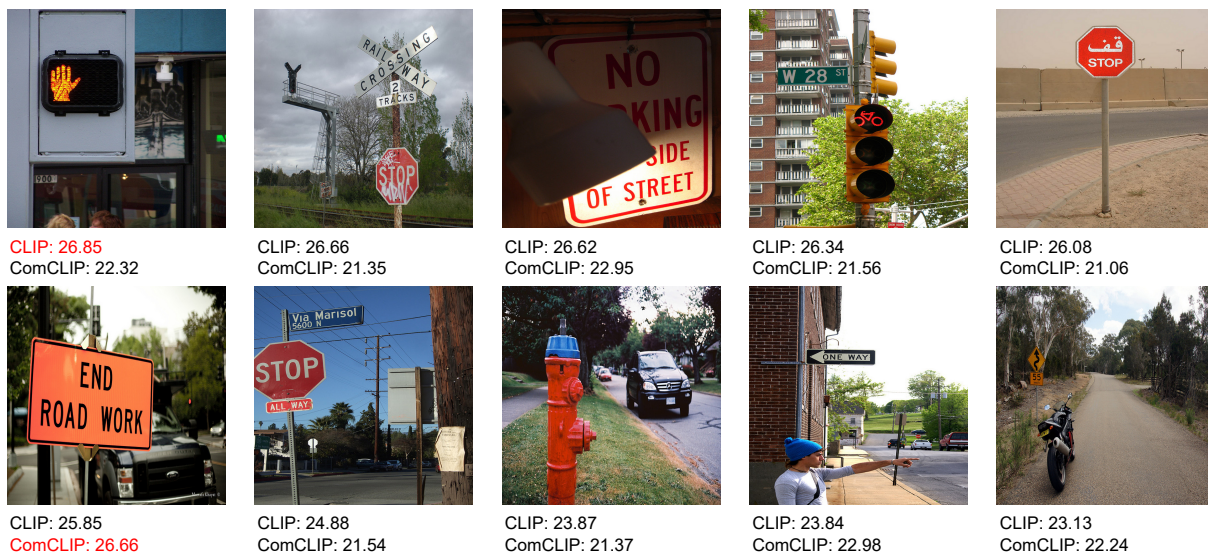 900
RAIL
CROSSING
WAY
2
TRACKS
STOP
NO
KING
SIDE
OF STREET
W 28 ST
قف
STOP
CLIP: 26.85
ComCLIP: 22.32
CLIP: 26.66
ComCLIP: 21.35
CLIP: 26.62
ComCLIP: 22.95
CLIP: 26.34
ComCLIP: 21.56
CLIP: 26.08
ComCLIP: 21.06
END
ROAD WORK
Via Marisol
5600 N
STOP
ALL WAY
ONE WAY
55
CLIP: 25.85
ComCLIP: 26.66
CLIP: 24.88
ComCLIP: 21.54
CLIP: 23.87
ComCLIP: 21.37
CLIP: 23.84
ComCLIP: 22.98
CLIP: 23.13
ComCLIP: 22.24